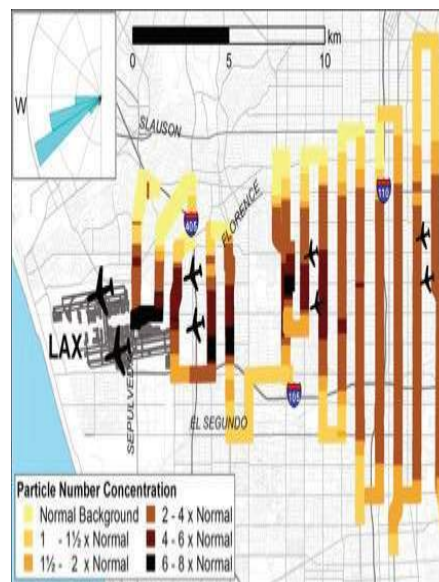 km
0 5 10
W
SLAUSON
405
FLORENCE
110
LAX
SEPULVEDA
105
EL SEGUNDO
Particle Number Concentration
Normal Background
1 - 1½ x Normal
1½ - 2 x Normal
2 - 4 x Normal
4 - 6 x Normal
6 - 8 x Normal